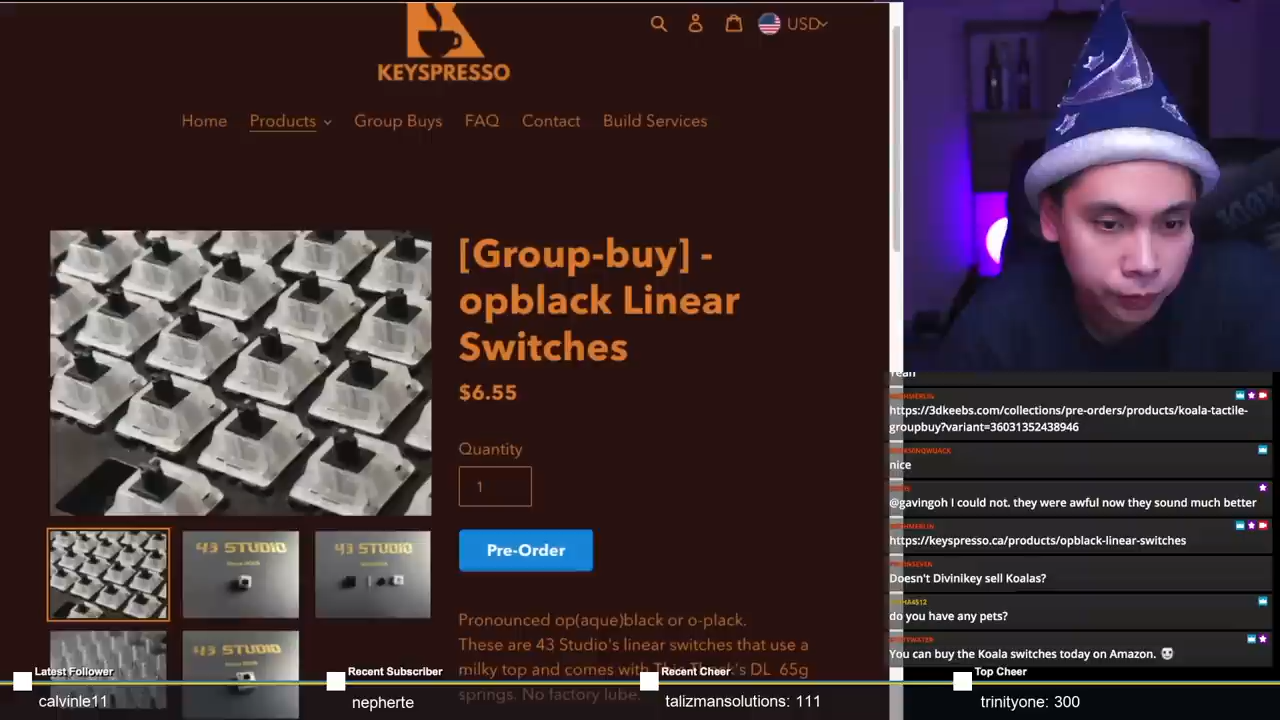 KEYSPRESSO
USD
Home Products Group Buys FAQ Contact Build Services
[Group-buy] -
opblack Linear
Switches
$6.55
Quantity
1
Pre-Order
43 STUDIO
43 STUDIO
Pronounced op(aque)black or o-plack.
These are 43 Studio's linear switches that use a
milky top and comes with Thic Thock's DL 65g
springs. No factory lube.
Yeah
https://3dkeebs.com/collections/pre-orders/products/koala-tactile-
groupbuy?variant=36031352438946
nice
@gavingoh I could not. they were awful now they sound much better
https://keyspresso.ca/products/opblack-linear-switches
Doesn't Divinikey sell Koalas?
do you have any pets?
You can buy the Koala switches today on Amazon.
Latest Follower
calvinle11
Recent Subscriber
nepherte
Recent Cheer
talizmansolutions: 111
Top Cheer
trinityone: 300